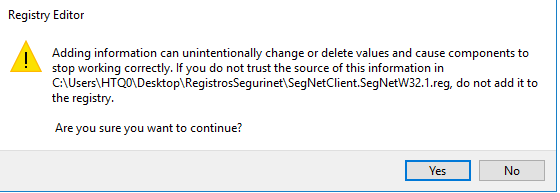 Registry Editor
Adding information can unintentionally change or delete values and cause components to
stop working correctly. If you do not trust the source of this information in
C:\Users\HTQ0\Desktop\RegistrosSegurinet\SegNetClient.SegNetW32.1.reg, do not add it to
the registry.
Are you sure you want to continue?
Yes No